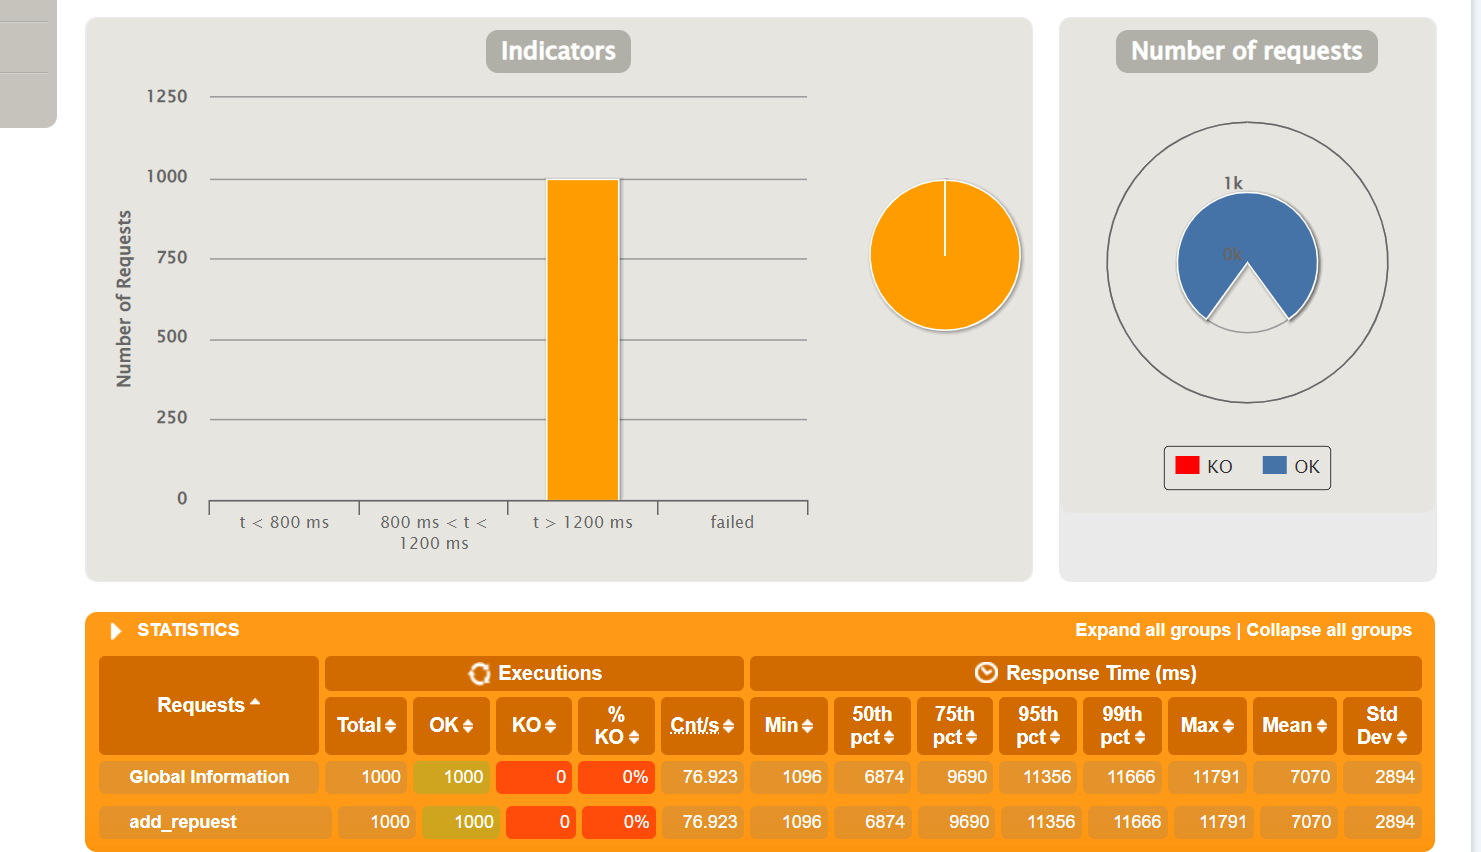 Indicators
1250
1000
750
500
250
0
Number of Requests
t < 800 ms
800 ms < t <
1200 ms
t > 1200 ms
failed
Number of requests
1k
0k
KO
OK
STATISTICS
Expand all groups | Collapse all groups
Requests
Executions
Response Time (ms)
Total
OK
KO
%
KO
Cnt/s
Min
50th
pct
75th
pct
95th
pct
99th
pct
Max
Mean
Std
Dev
Global Information 1000 1000 0 0% 76.923 1096 6874 9690 11356 11666 11791 7070 2894
add_repuest 1000 1000 0 0% 76.923 1096 6874 9690 11356 11666 11791 7070 2894